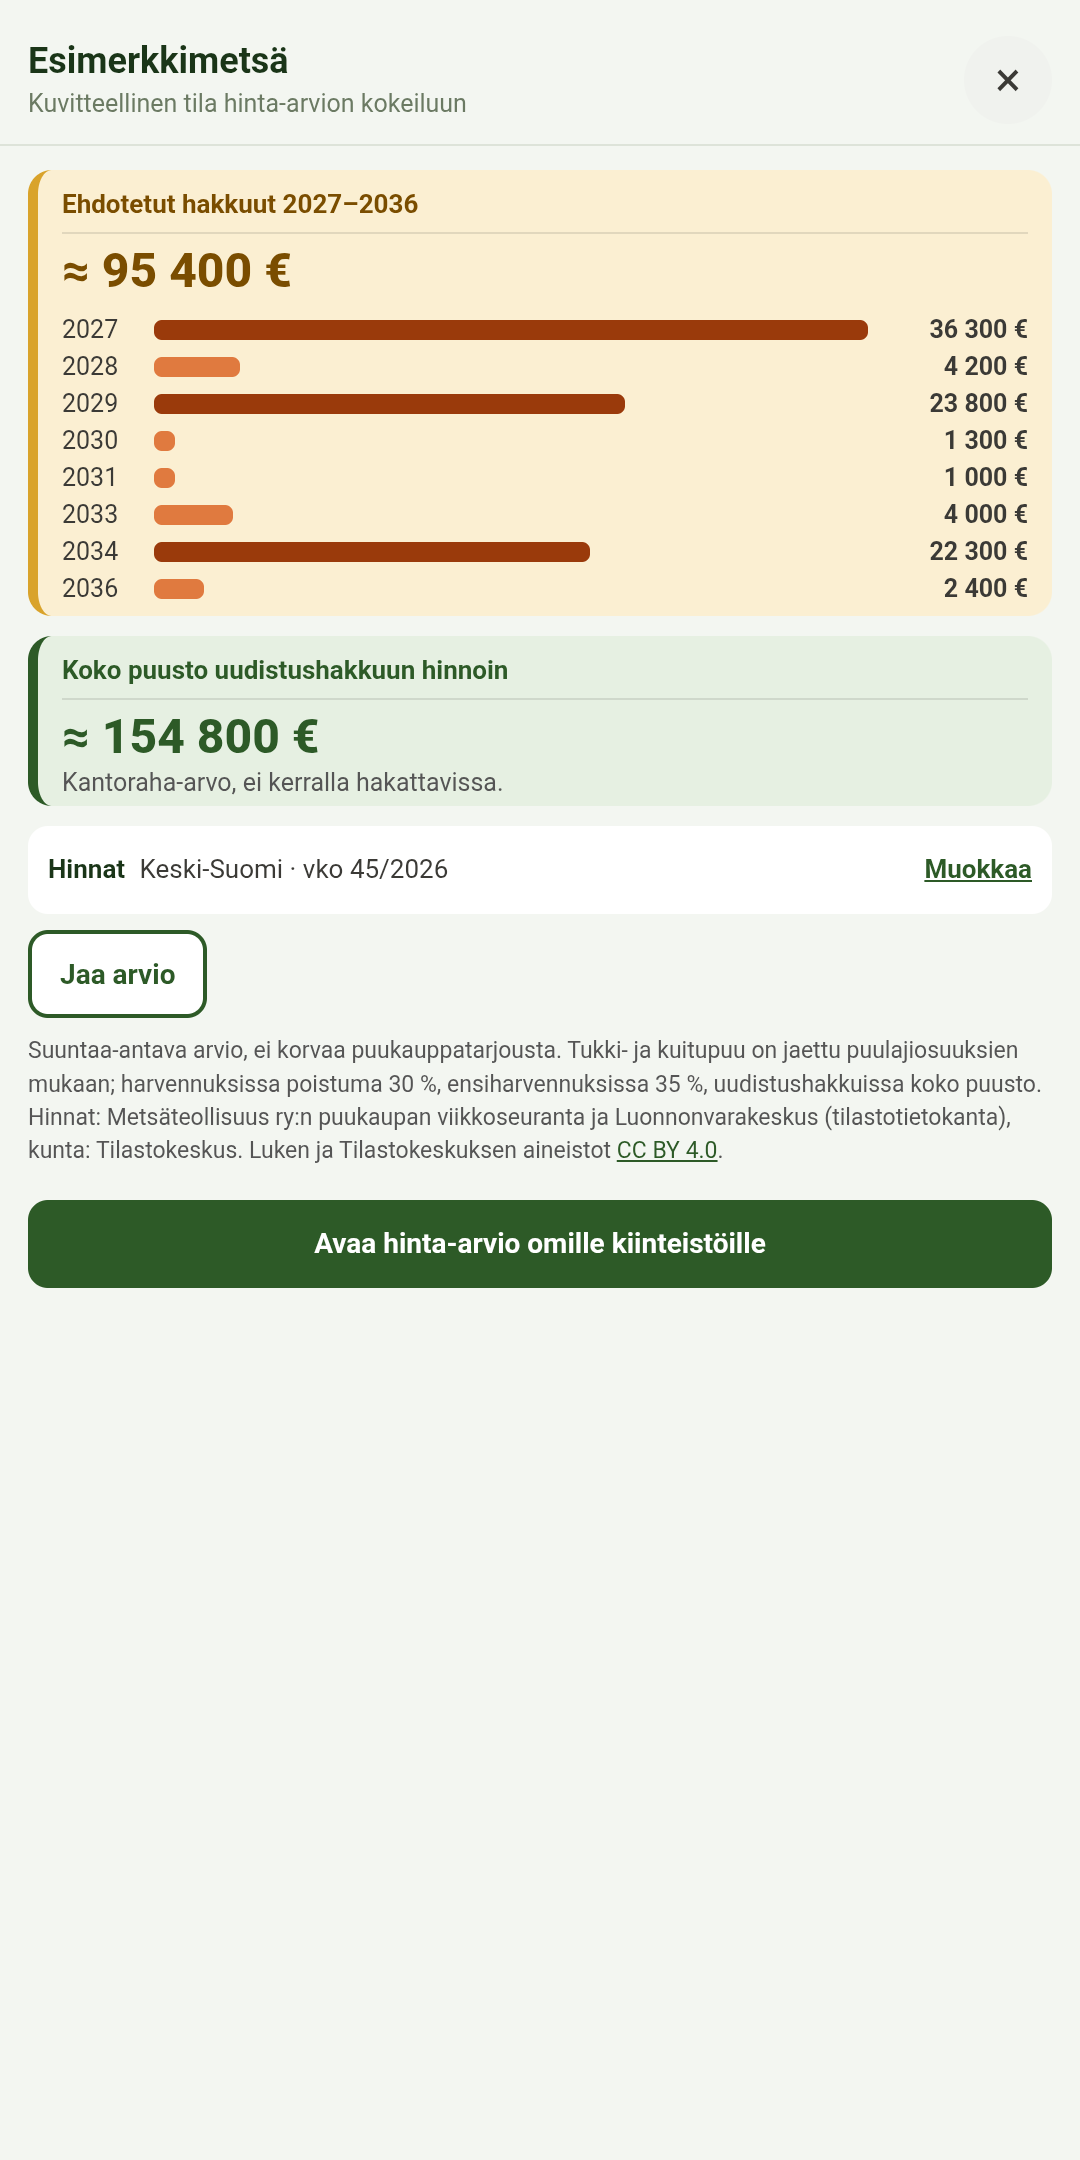 Esimerkkimetsä
Kuvitteellinen tila hinta-arvion kokeiluun
×
Ehdotetut hakkuut 2027–2036
≈ 95 400 €
2027 36 300 €
2028 4 200 €
2029 23 800 €
2030 1 300 €
2031 1 000 €
2033 4 000 €
2034 22 300 €
2036 2 400 €
Koko puusto uudistushakkuun hinnoin
≈ 154 800 €
Kantoraha-arvo, ei kerralla hakattavissa.
Hinnat Keski-Suomi · vko 45/2026 Muokkaa
Jaa arvio
Suuntaa-antava arvio, ei korvaa puukauppatarjousta. Tukki- ja kuitupuu on jaettu puulajiosuuksien
mukaan; harvennuksissa poistuma 30 %, ensiharvennuksissa 35 %, uudistushakkuissa koko puusto.
Hinnat: Metsäteollisuus ry:n puukaupan viikkoseuranta ja Luonnonvarakeskus (tilastotietokanta),
kunta: Tilastokeskus. Luken ja Tilastokeskuksen aineistot CC BY 4.0.
Avaa hinta-arvio omille kiinteistöille